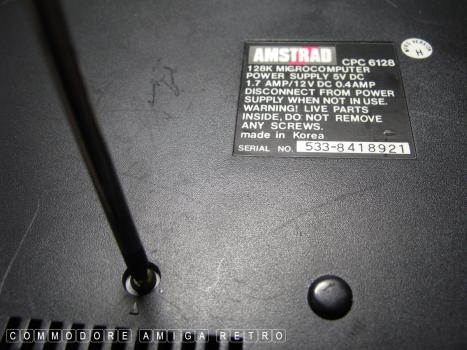 AMSTRAD CPC 6128
128K MICROCOMPUTER
POWER SUPPLY 5V DC
1.7 AMP/12V DC 0.4AMP
DISCONNECT FROM POWER
SUPPLY WHEN NOT IN USE.
WARNING! LIVE PARTS
INSIDE, DO NOT REMOVE
ANY SCREWS.
made in Korea
SERIAL NO. 533-8418921
H
COMMODORE AMIGA RETRO